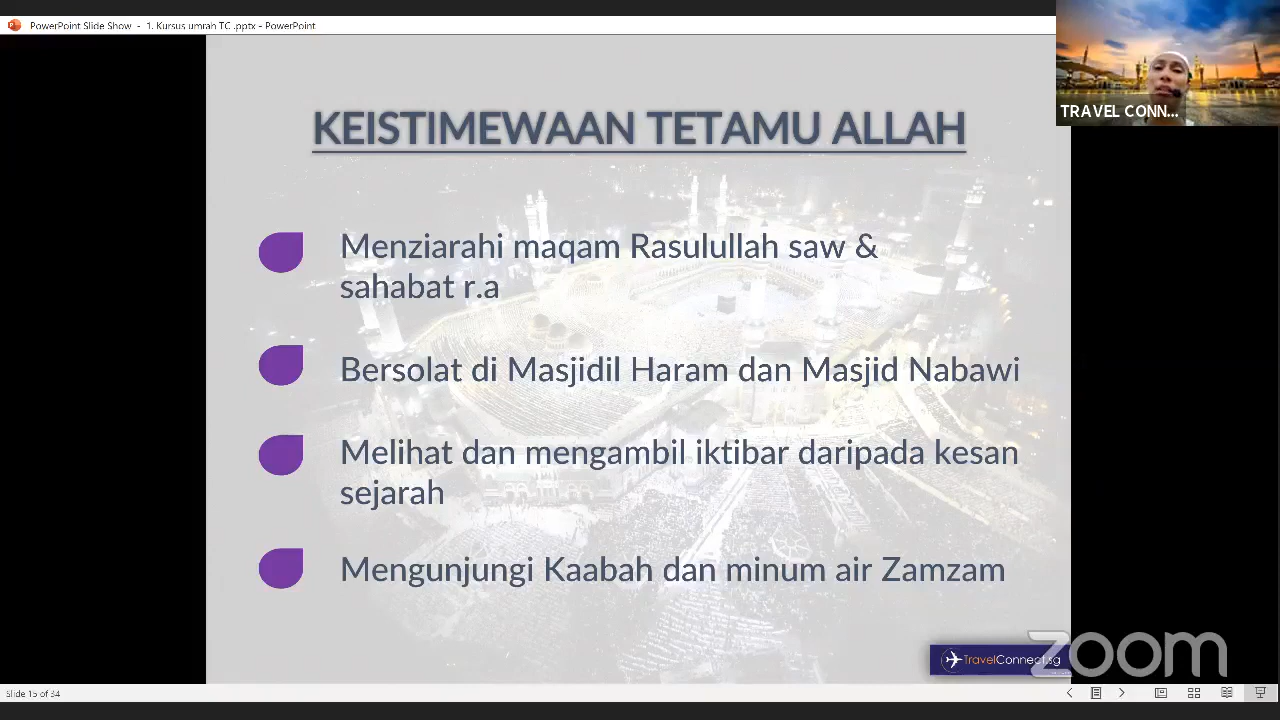 PowerPoint Slide Show - 1. Kursus umrah TC .pptx - PowerPoint
TRAVEL CONN...
KEISTIMEWAAN TETAMU ALLAH
Menziarahi maqam Rasulullah saw &
sahabat r.a
Bersolat di Masjidil Haram dan Masjid Nabawi
Melihat dan mengambil iktibar daripada kesan
sejarah
Mengunjungi Kaabah dan minum air Zamzam
TravelConnect.sg
zoom
Slide 15 of 34